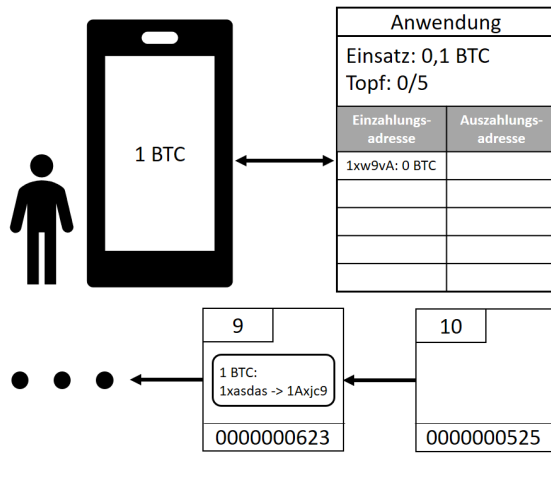 Anwendung
Einsatz: 0,1 BTC
Topf: 0/5
Einzahlungs-
adresse
Auszahlungs-
adresse
1xw9vA: 0 BTC
1 BTC
9
1 BTC:
1xasdas -> 1Axjc9
0000000623
10
0000000525